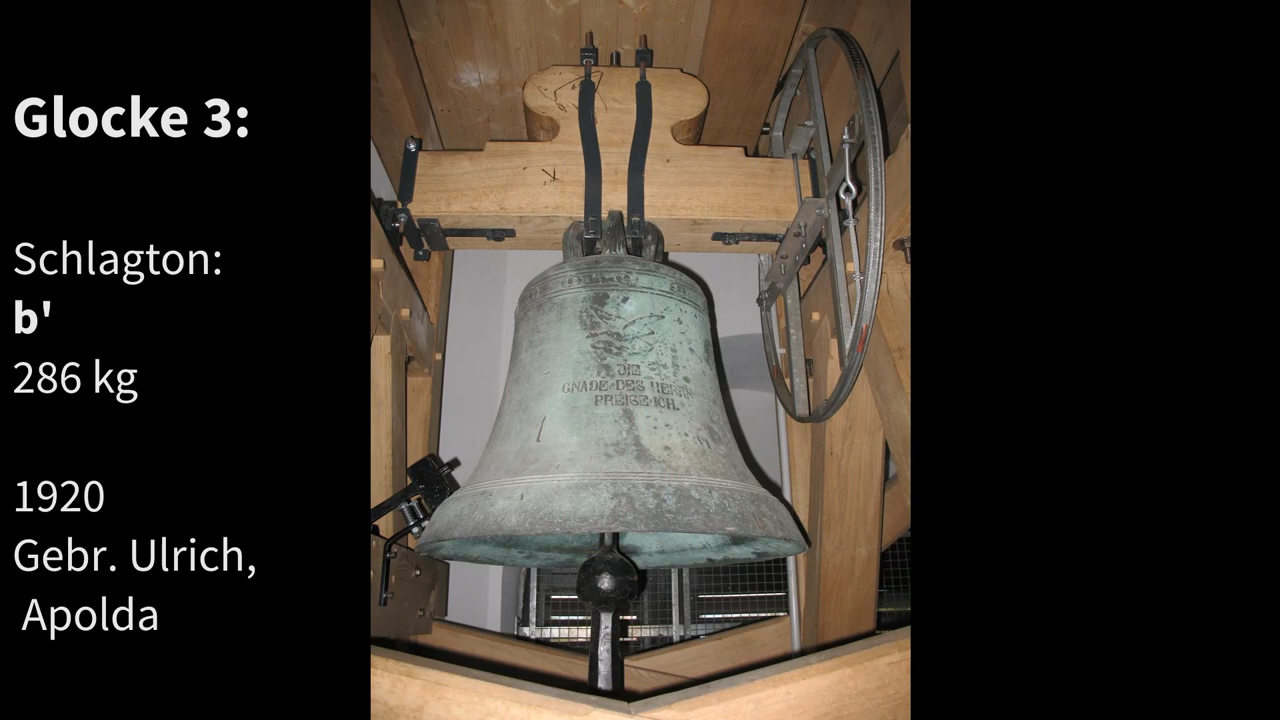 Glocke 3:
Schlagton:
b'
286 kg
1920
Gebr. Ulrich,
Apolda
DIE
GNADE·DES HERRN
PREISE·ICH.